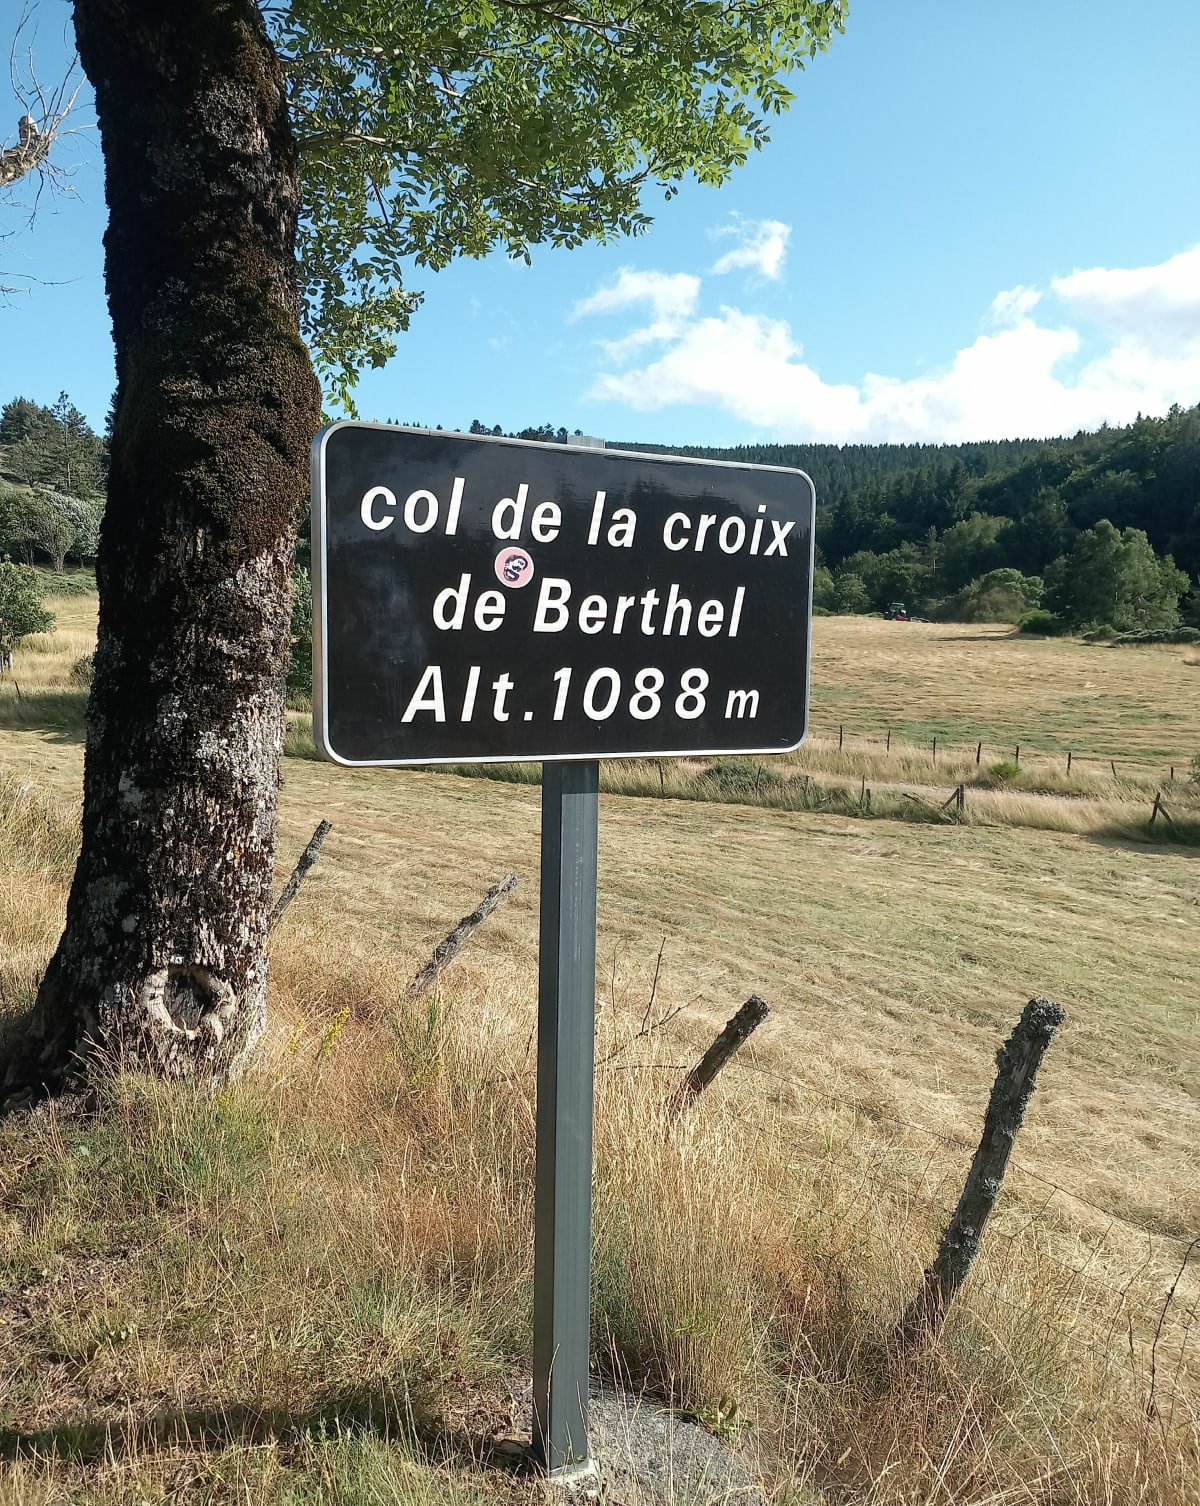 col de la croix
de Berthel
Alt. 1088 m